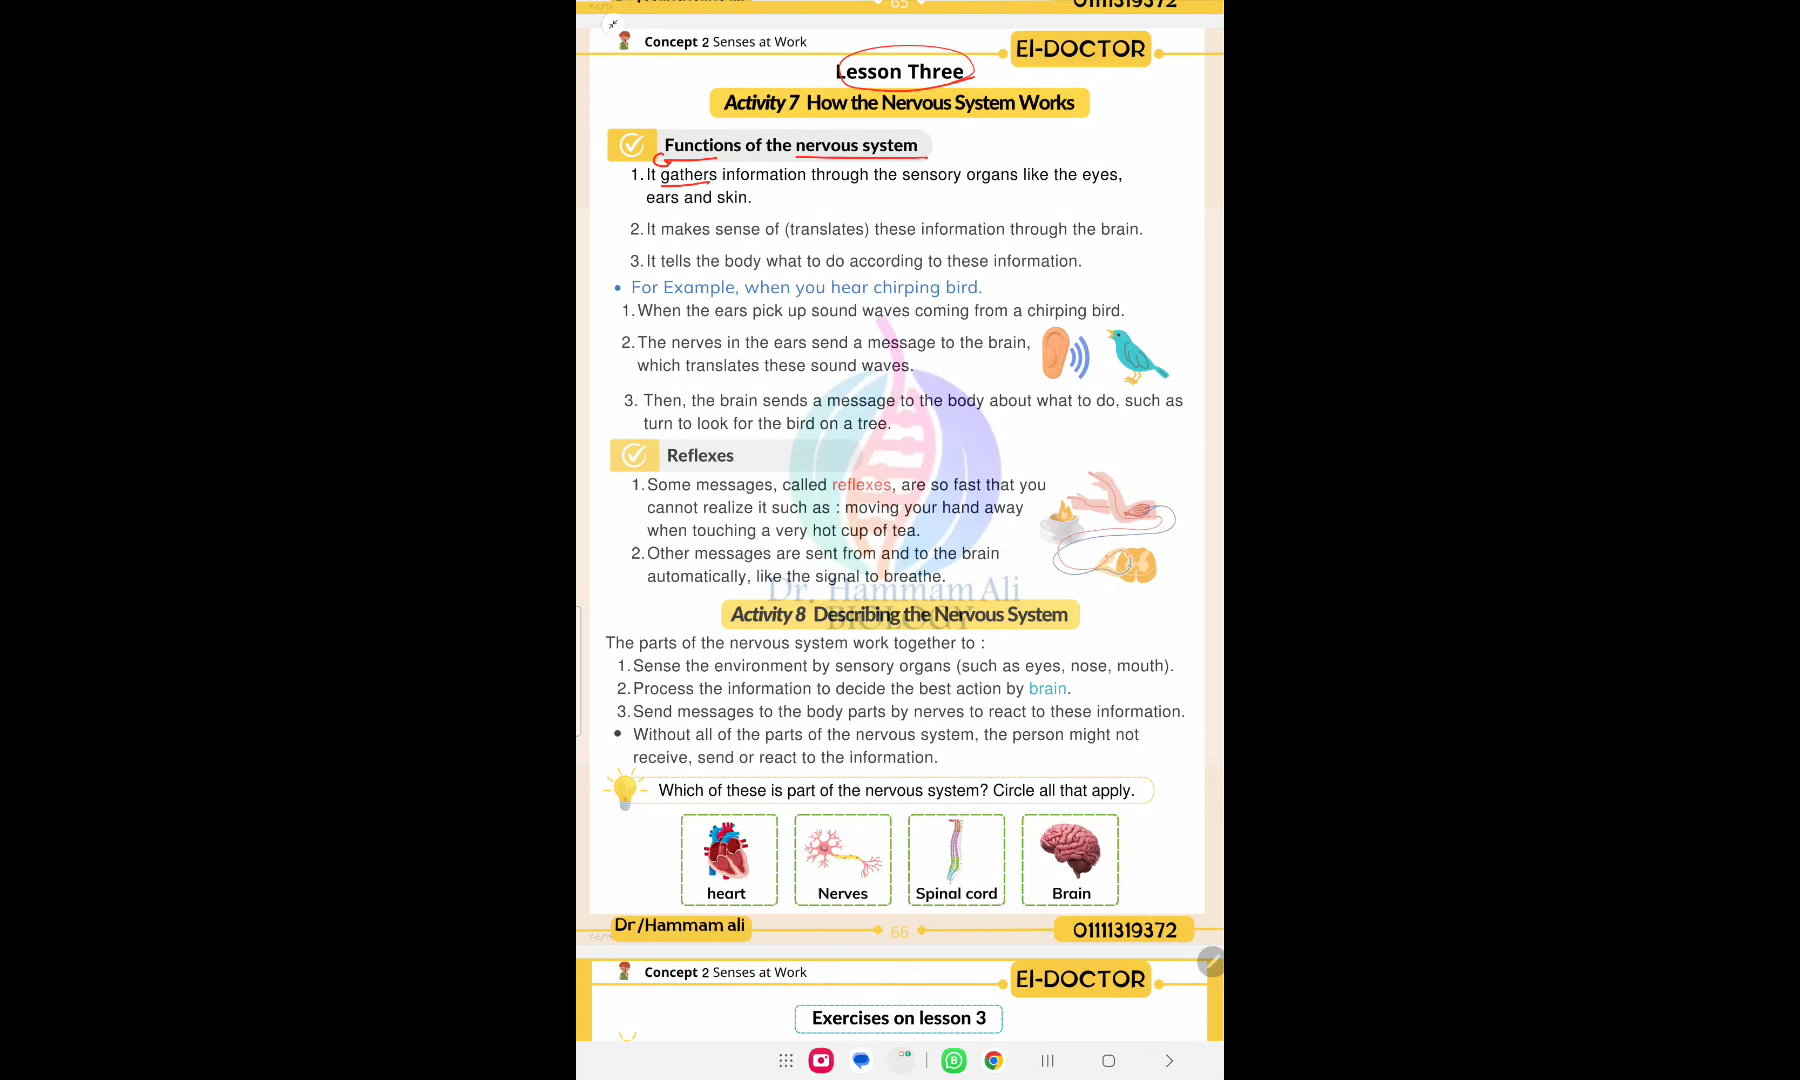 65
01111319372
Concept 2 Senses at Work
El-DOCTOR
Lesson Three
Activity 7 How the Nervous System Works
Functions of the nervous system
1. It gathers information through the sensory organs like the eyes,
ears and skin.
2. It makes sense of (translates) these information through the brain.
3. It tells the body what to do according to these information.
• For Example, when you hear chirping bird.
1. When the ears pick up sound waves coming from a chirping bird.
2. The nerves in the ears send a message to the brain,
which translates these sound waves.
3. Then, the brain sends a message to the body about what to do, such as
turn to look for the bird on a tree.
Reflexes
1. Some messages, called reflexes, are so fast that you
cannot realize it such as : moving your hand away
when touching a very hot cup of tea.
2. Other messages are sent from and to the brain
automatically, like the signal to breathe.
Dr. Hammam Ali
BIOLOGY
Activity 8 Describing the Nervous System
The parts of the nervous system work together to :
1. Sense the environment by sensory organs (such as eyes, nose, mouth).
2. Process the information to decide the best action by brain.
3. Send messages to the body parts by nerves to react to these information.
• Without all of the parts of the nervous system, the person might not
receive, send or react to the information.
Which of these is part of the nervous system? Circle all that apply.
heart Nerves Spinal cord Brain
Dr/Hammam ali
66
01111319372
Concept 2 Senses at Work
El-DOCTOR
Exercises on lesson 3